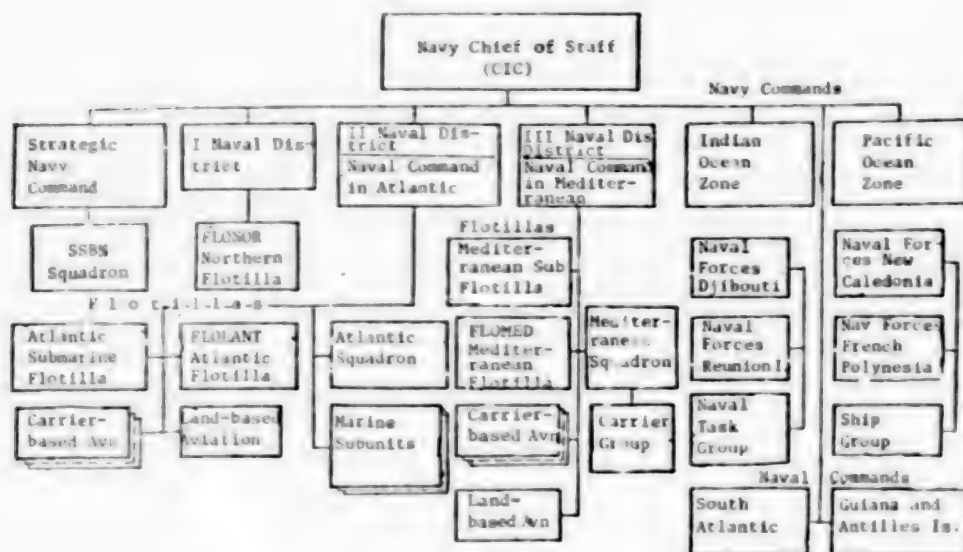 Navy Chief of Staff
(CIC)
Navy Commands
Strategic
Navy
Command
I Naval Dis-
trict
II Naval Dis-
trict
Naval Command
in Atlantic
III Naval Dis
District
Naval Command
in Mediter-
ranean
Indian
Ocean
Zone
Pacific
Ocean
Zone
SSBN
Squadron
FLONOR
Northern
Flotilla
Flotillas
Mediter-
ranean Sub
Flotilla
Naval
Forces
Djibouti
Naval For
ces New
Caledonia
F l o t i l l a s
Atlantic
Submarine
Flotilla
FLOLANT
Atlantic
Flotilla
Atlantic
Squadron
FLOMED
Mediter-
ranean
Flotilla
Mediter-
ranean
Squadron
Naval
Forces
Reunion I.
Nav Forces
French
Polynesia
Carrier-
based Avn
Land-based
Aviation
Marine
Subunits
Carrier-
based Avn
Carrier
Group
Naval
Task
Group
Ship
Group
Land-
based Avn
Naval Commands
South
Atlantic
Guiana and
Antilles Is.